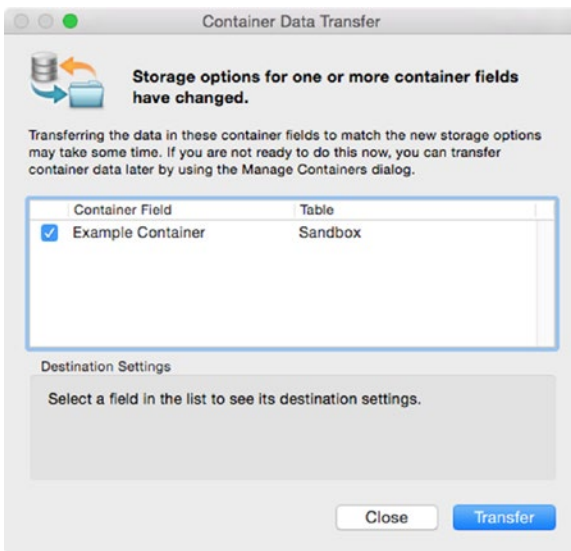 Container Data Transfer
Storage options for one or more container fields
have changed.
Transferring the data in these container fields to match the new storage options
may take some time. If you are not ready to do this now, you can transfer
container data later by using the Manage Containers dialog.
Container Field Table
Example Container Sandbox
Destination Settings
Select a field in the list to see its destination settings.
Close Transfer